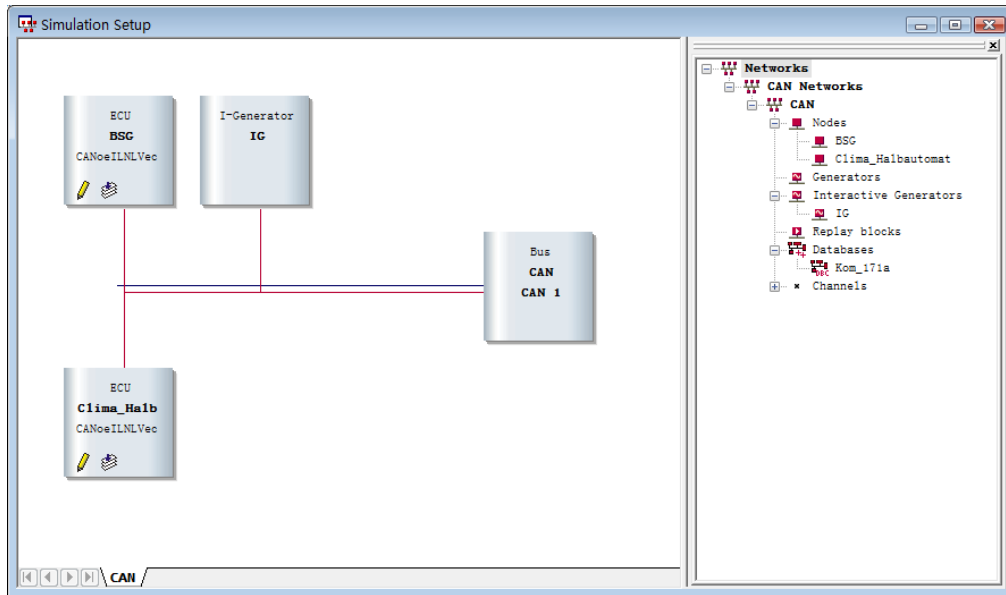 Simulation Setup
ECU
BSG
CANoeILNLVec
I-Generator
IG
Bus
CAN
CAN 1
ECU
Clima_Halb
CANoeILNLVec
CAN
Networks
CAN Networks
CAN
Nodes
BSG
Clima_Halbautomat
Generators
Interactive Generators
IG
Replay blocks
Databases
DBC
Kom_171a
Channels